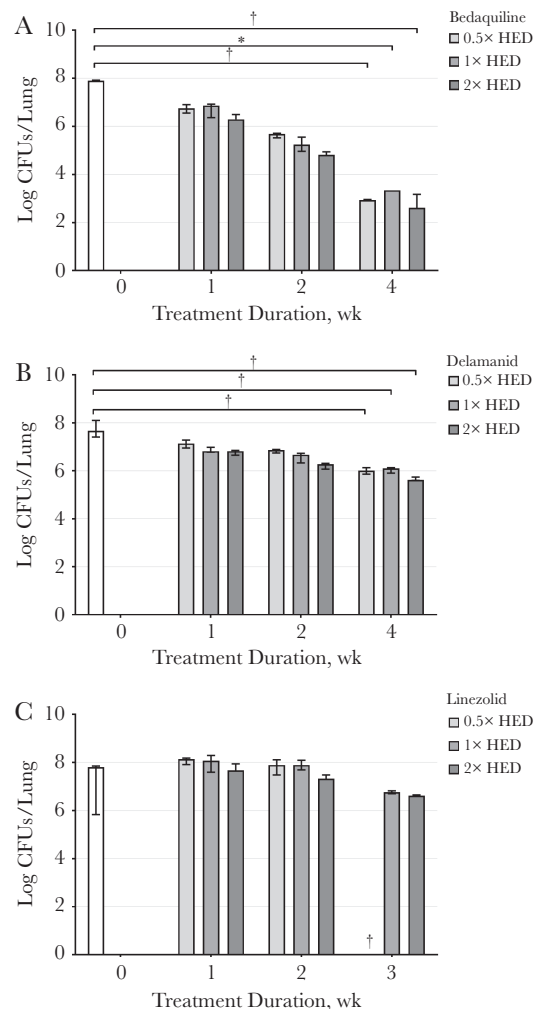 A
†
*
†
Bedaquiline
0.5× HED
1× HED
2× HED
10
8
6
4
2
0
Log CFUs/Lung
0 1 2 4
Treatment Duration, wk
B
†
†
†
Delamanid
0.5× HED
1× HED
2× HED
10
8
6
4
2
0
Log CFUs/Lung
0 1 2 4
Treatment Duration, wk
C
Linezolid
0.5× HED
1× HED
2× HED
10
8
6
4
2
0
Log CFUs/Lung
†
0 1 2 3
Treatment Duration, wk